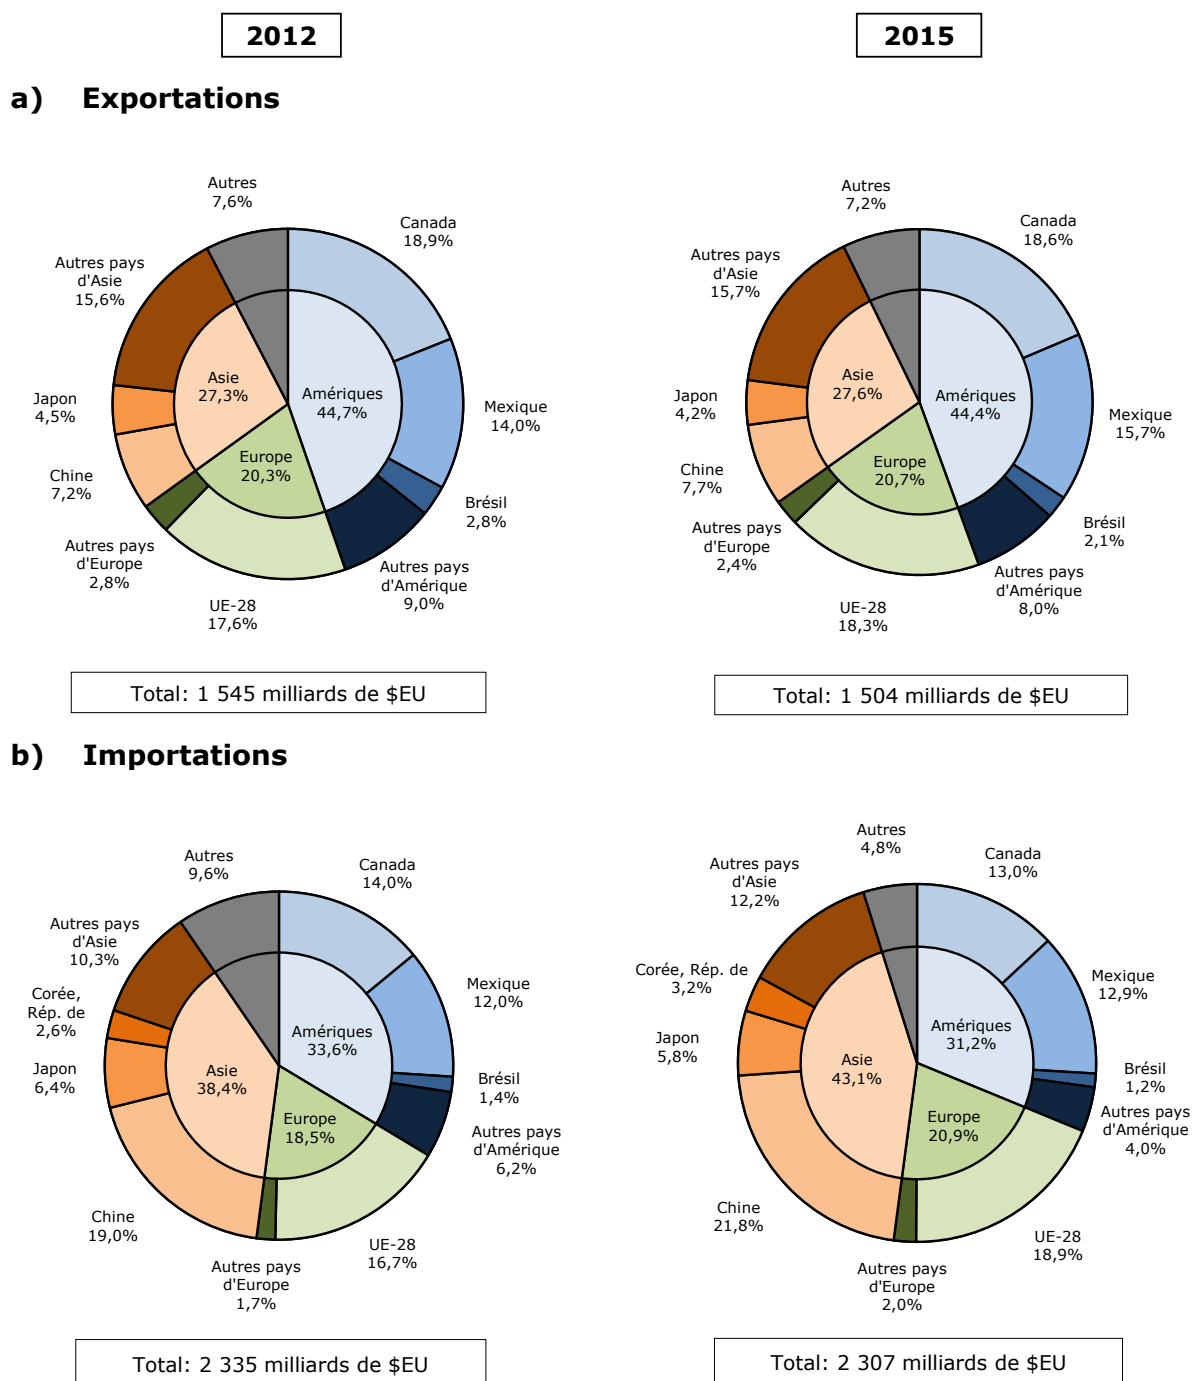 2012
2015
a) Exportations
Autres
7,6%
Canada
18,9%
Autres pays
d'Asie
15,6%
Asie
27,3%
Amériques
44,7%
Japon
4,5%
Mexique
14,0%
Europe
20,3%
Chine
7,2%
Brésil
2,8%
Autres pays
d'Europe
2,8%
Autres pays
d'Amérique
9,0%
UE-28
17,6%
Total: 1 545 milliards de $EU
Autres
7,2%
Canada
18,6%
Autres pays
d'Asie
15,7%
Asie
27,6%
Amériques
44,4%
Japon
4,2%
Mexique
15,7%
Europe
20,7%
Chine
7,7%
Brésil
2,1%
Autres pays
d'Europe
2,4%
Autres pays
d'Amérique
8,0%
UE-28
18,3%
Total: 1 504 milliards de $EU
b) Importations
Autres
9,6%
Canada
14,0%
Autres pays
d'Asie
10,3%
Mexique
12,0%
Corée,
Rép. de
2,6%
Amériques
33,6%
Japon
6,4%
Asie
38,4%
Brésil
1,4%
Europe
18,5%
Autres pays
d'Amérique
6,2%
Chine
19,0%
UE-28
16,7%
Autres pays
d'Europe
1,7%
Total: 2 335 milliards de $EU
Autres
4,8%
Canada
13,0%
Autres pays
d'Asie
12,2%
Corée, Rép. de
3,2%
Mexique
12,9%
Amériques
31,2%
Japon
5,8%
Asie
43,1%
Brésil
1,2%
Europe
20,9%
Autres pays
d'Amérique
4,0%
Chine
21,8%
UE-28
18,9%
Autres pays
d'Europe
2,0%
Total: 2 307 milliards de $EU